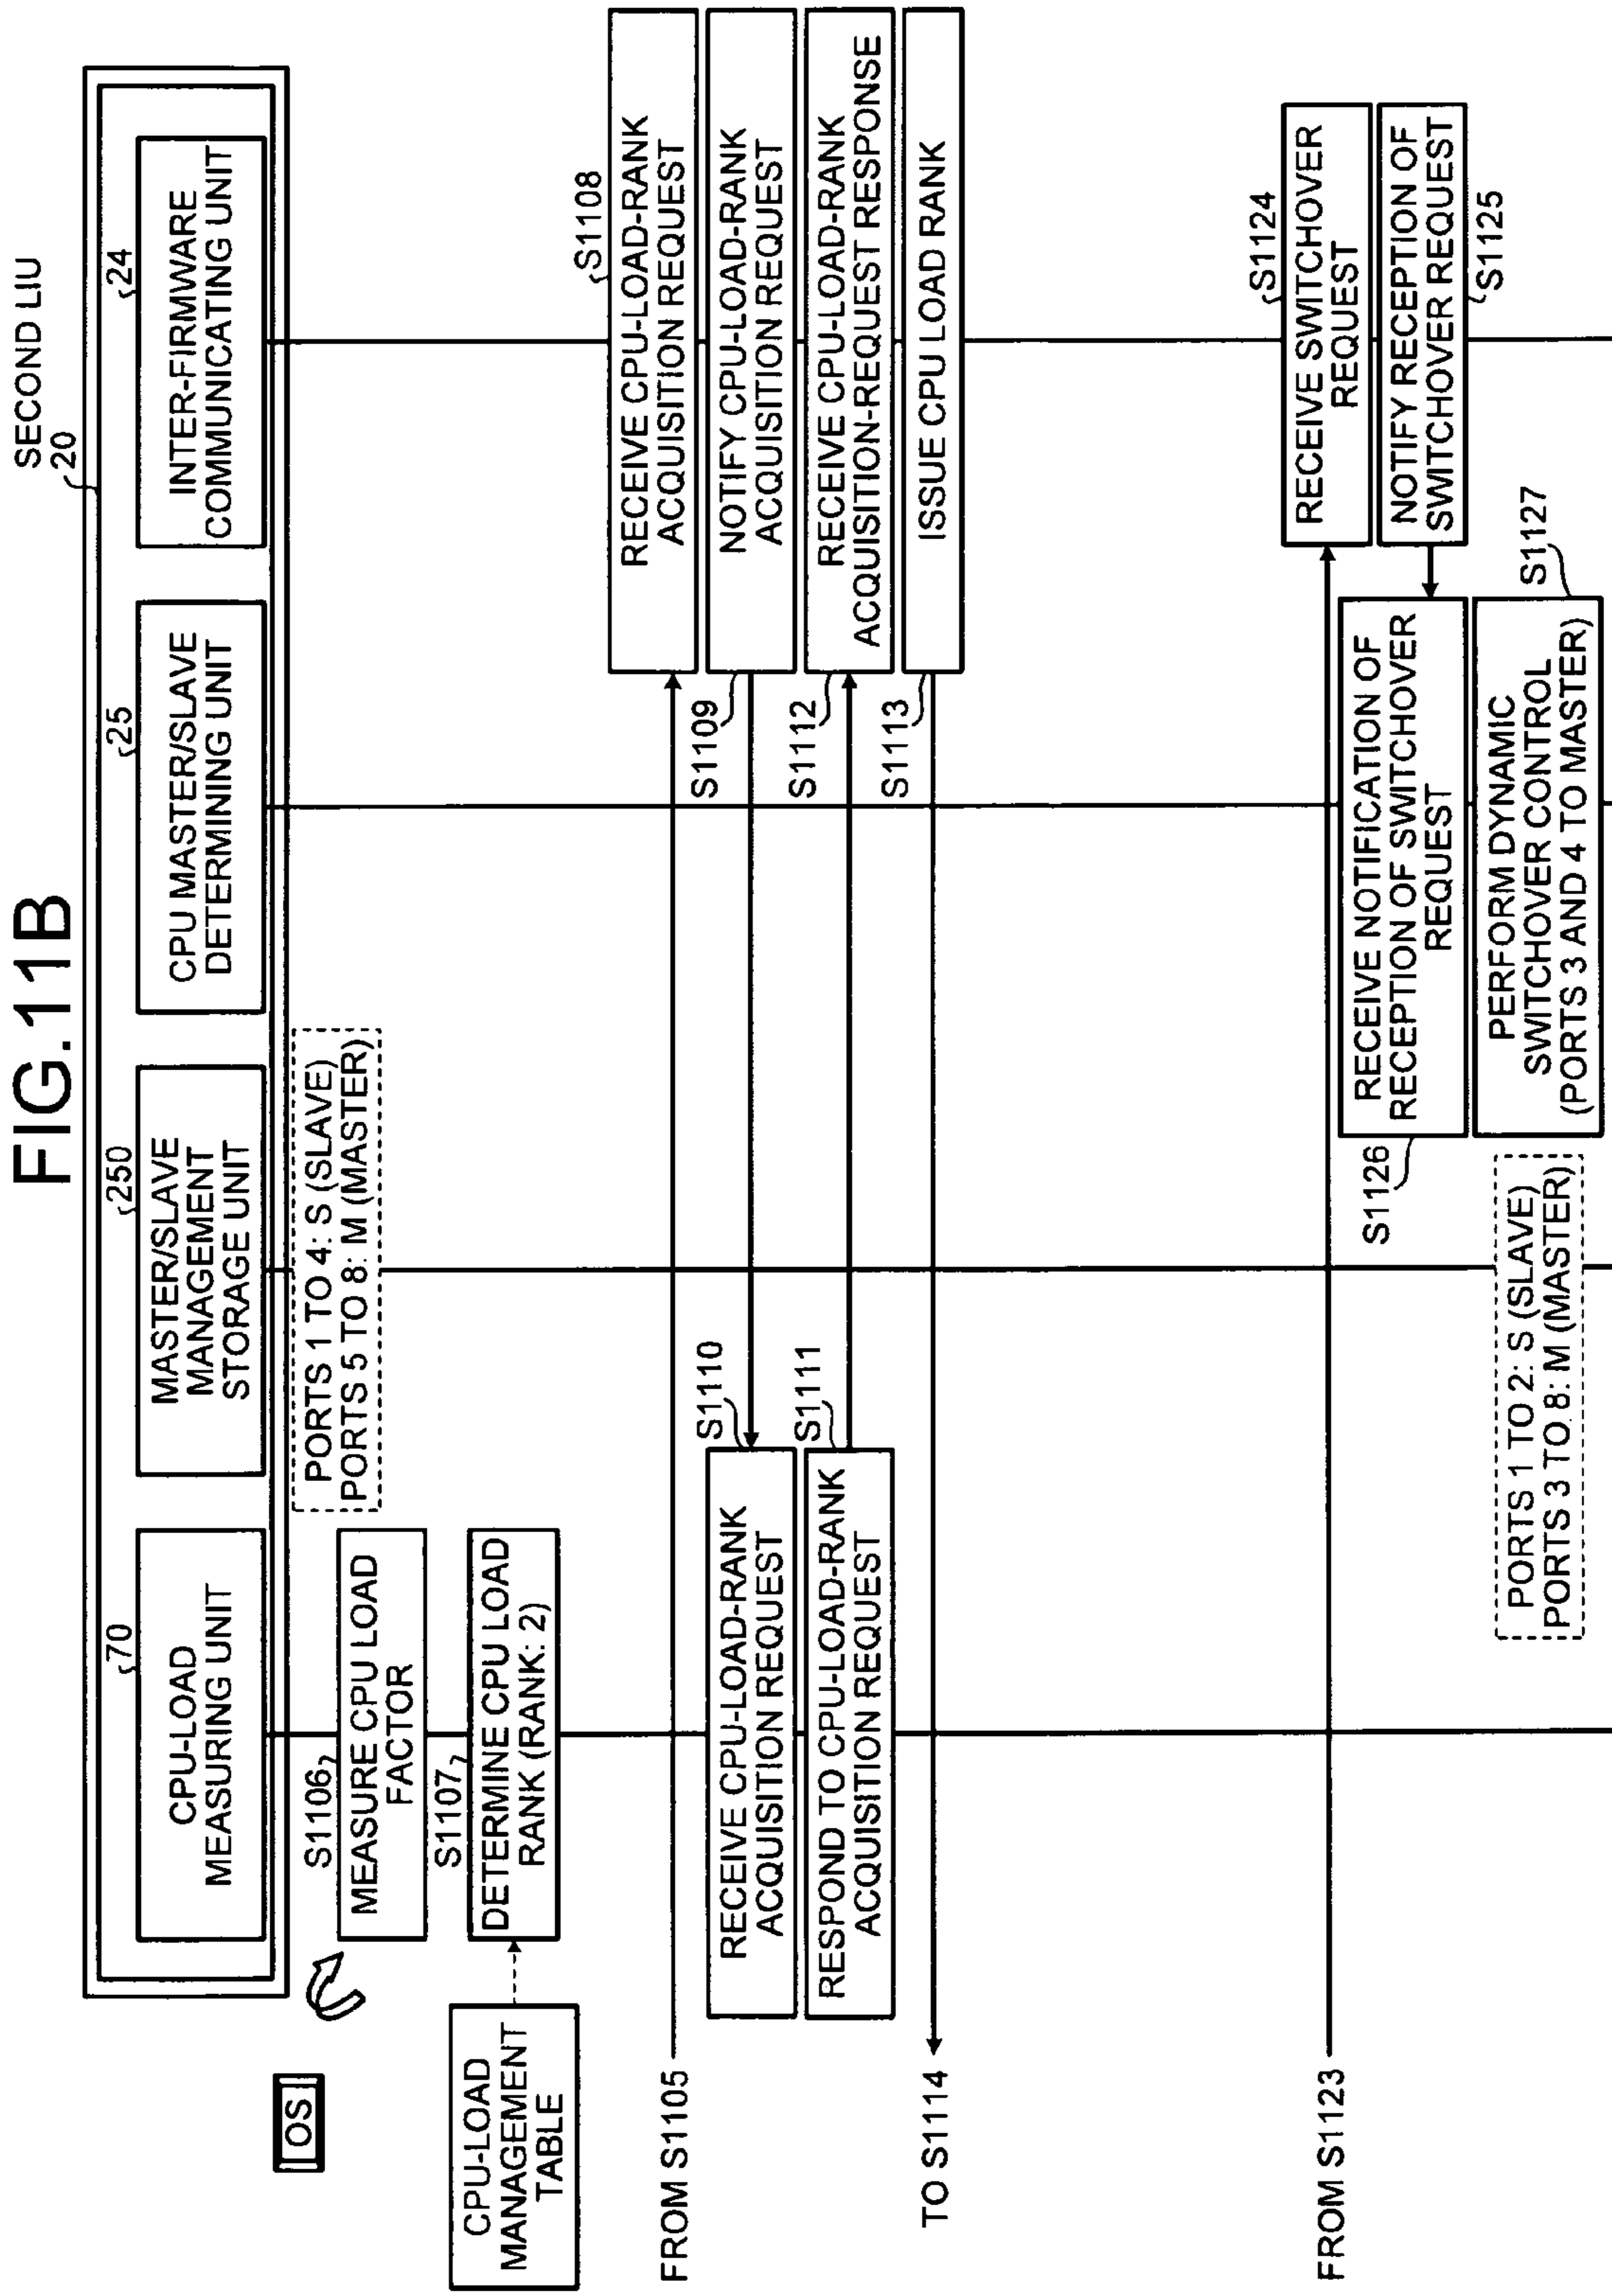 FIG.11B
SECOND LIU
20
70
CPU-LOAD
MEASURING UNIT
250
MASTER/SLAVE
MANAGEMENT
STORAGE UNIT
25
CPU MASTER/SLAVE
DETERMINING UNIT
24
INTER-FIRMWARE
COMMUNICATING UNIT
OS
PORTS 1 TO 4: S (SLAVE)
PORTS 5 TO 8: M (MASTER)
S1106
MEASURE CPU LOAD
FACTOR
CPU-LOAD
MANAGEMENT
TABLE
S1107
DETERMINE CPU LOAD
RANK (RANK: 2)
FROM S1105
S1108
RECEIVE CPU-LOAD-RANK
ACQUISITION REQUEST
S1109
NOTIFY CPU-LOAD-RANK
ACQUISITION REQUEST
S1110
RECEIVE CPU-LOAD-RANK
ACQUISITION REQUEST
S1111
RESPOND TO CPU-LOAD-RANK
ACQUISITION REQUEST
S1112
RECEIVE CPU-LOAD-RANK
ACQUISITION-REQUEST RESPONSE
S1113
ISSUE CPU LOAD RANK
TO S1114
FROM S1123
S1124
RECEIVE SWITCHOVER
REQUEST
NOTIFY RECEPTION OF
SWITCHOVER REQUEST
S1125
S1126
RECEIVE NOTIFICATION OF
RECEPTION OF SWITCHOVER
REQUEST
S1127
PERFORM DYNAMIC
SWITCHOVER CONTROL
(PORTS 3 AND 4 TO MASTER)
PORTS 1 TO 2: S (SLAVE)
PORTS 3 TO 8: M (MASTER)